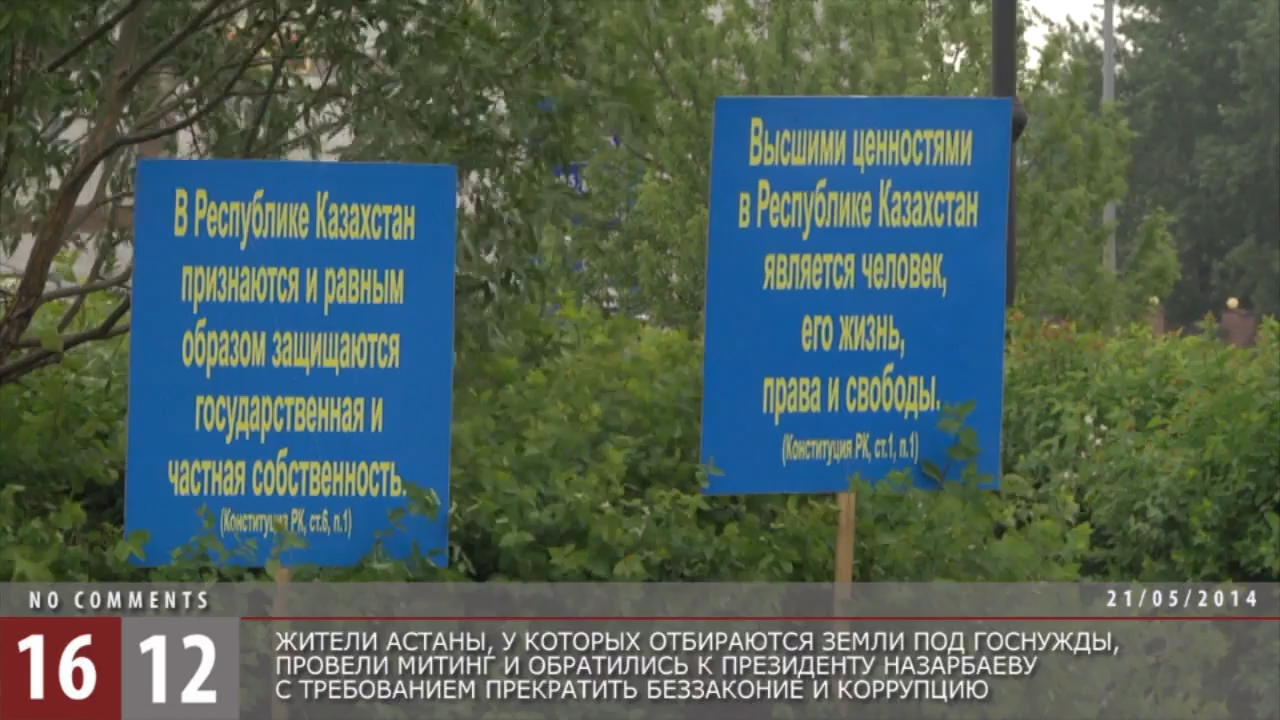 В Республике Казахстан
признаются и равным
образом защищаются
государственная и
частная собственность.
(Конституция РК, ст.6, п.1)
Высшими ценностями
в Республике Казахстан
является человек,
его жизнь,
права и свободы.
(Конституция РК, ст.1, п.1)
NO COMMENTS
21/05/2014
16 12
ЖИТЕЛИ АСТАНЫ, У КОТОРЫХ ОТБИРАЮТСЯ ЗЕМЛИ ПОД ГОСНУЖДЫ,
ПРОВЕЛИ МИТИНГ И ОБРАТИЛИСЬ К ПРЕЗИДЕНТУ НАЗАРБАЕВУ
С ТРЕБОВАНИЕМ ПРЕКРАТИТЬ БЕЗЗАКОНИЕ И КОРРУПЦИЮ